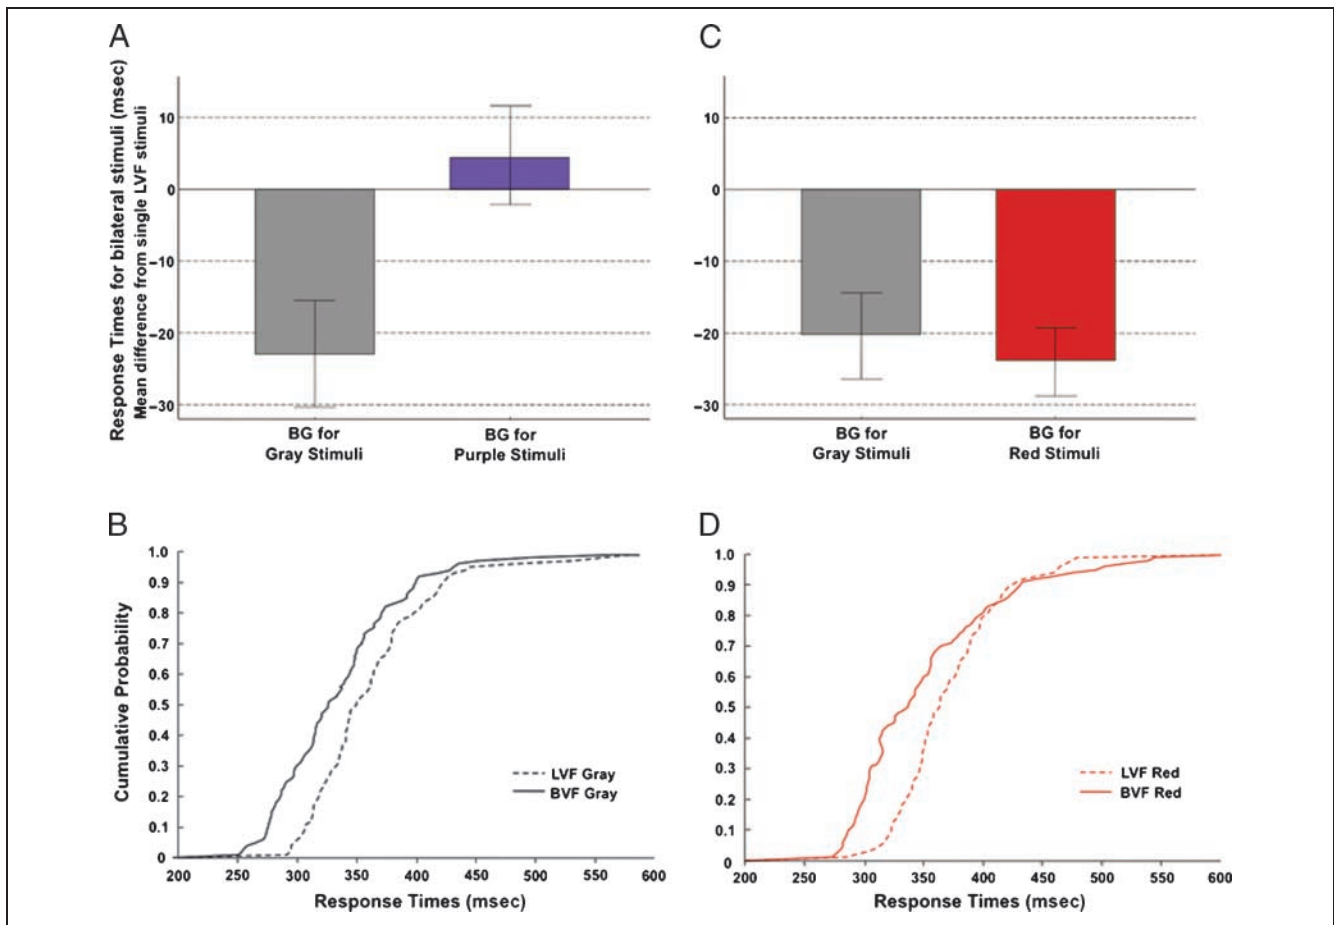 A
Response Times for bilateral stimuli (msec)
Mean difference from single LVF stimuli
10
0
−10
−20
−30
BG for
Gray Stimuli
BG for
Purple Stimuli
C
10
0
−10
−20
−30
BG for
Gray Stimuli
BG for
Red Stimuli
B
Cumulative Probability
1.0
0.9
0.8
0.7
0.6
0.5
0.4
0.3
0.2
0.1
0
LVF Gray
BVF Gray
200 250 300 350 400 450 500 550 600
Response Times (msec)
D
1.0
0.9
0.8
0.7
0.6
0.5
0.4
0.3
0.2
0.1
0
LVF Red
BVF Red
200 250 300 350 400 450 500 550 600
Response Times (msec)